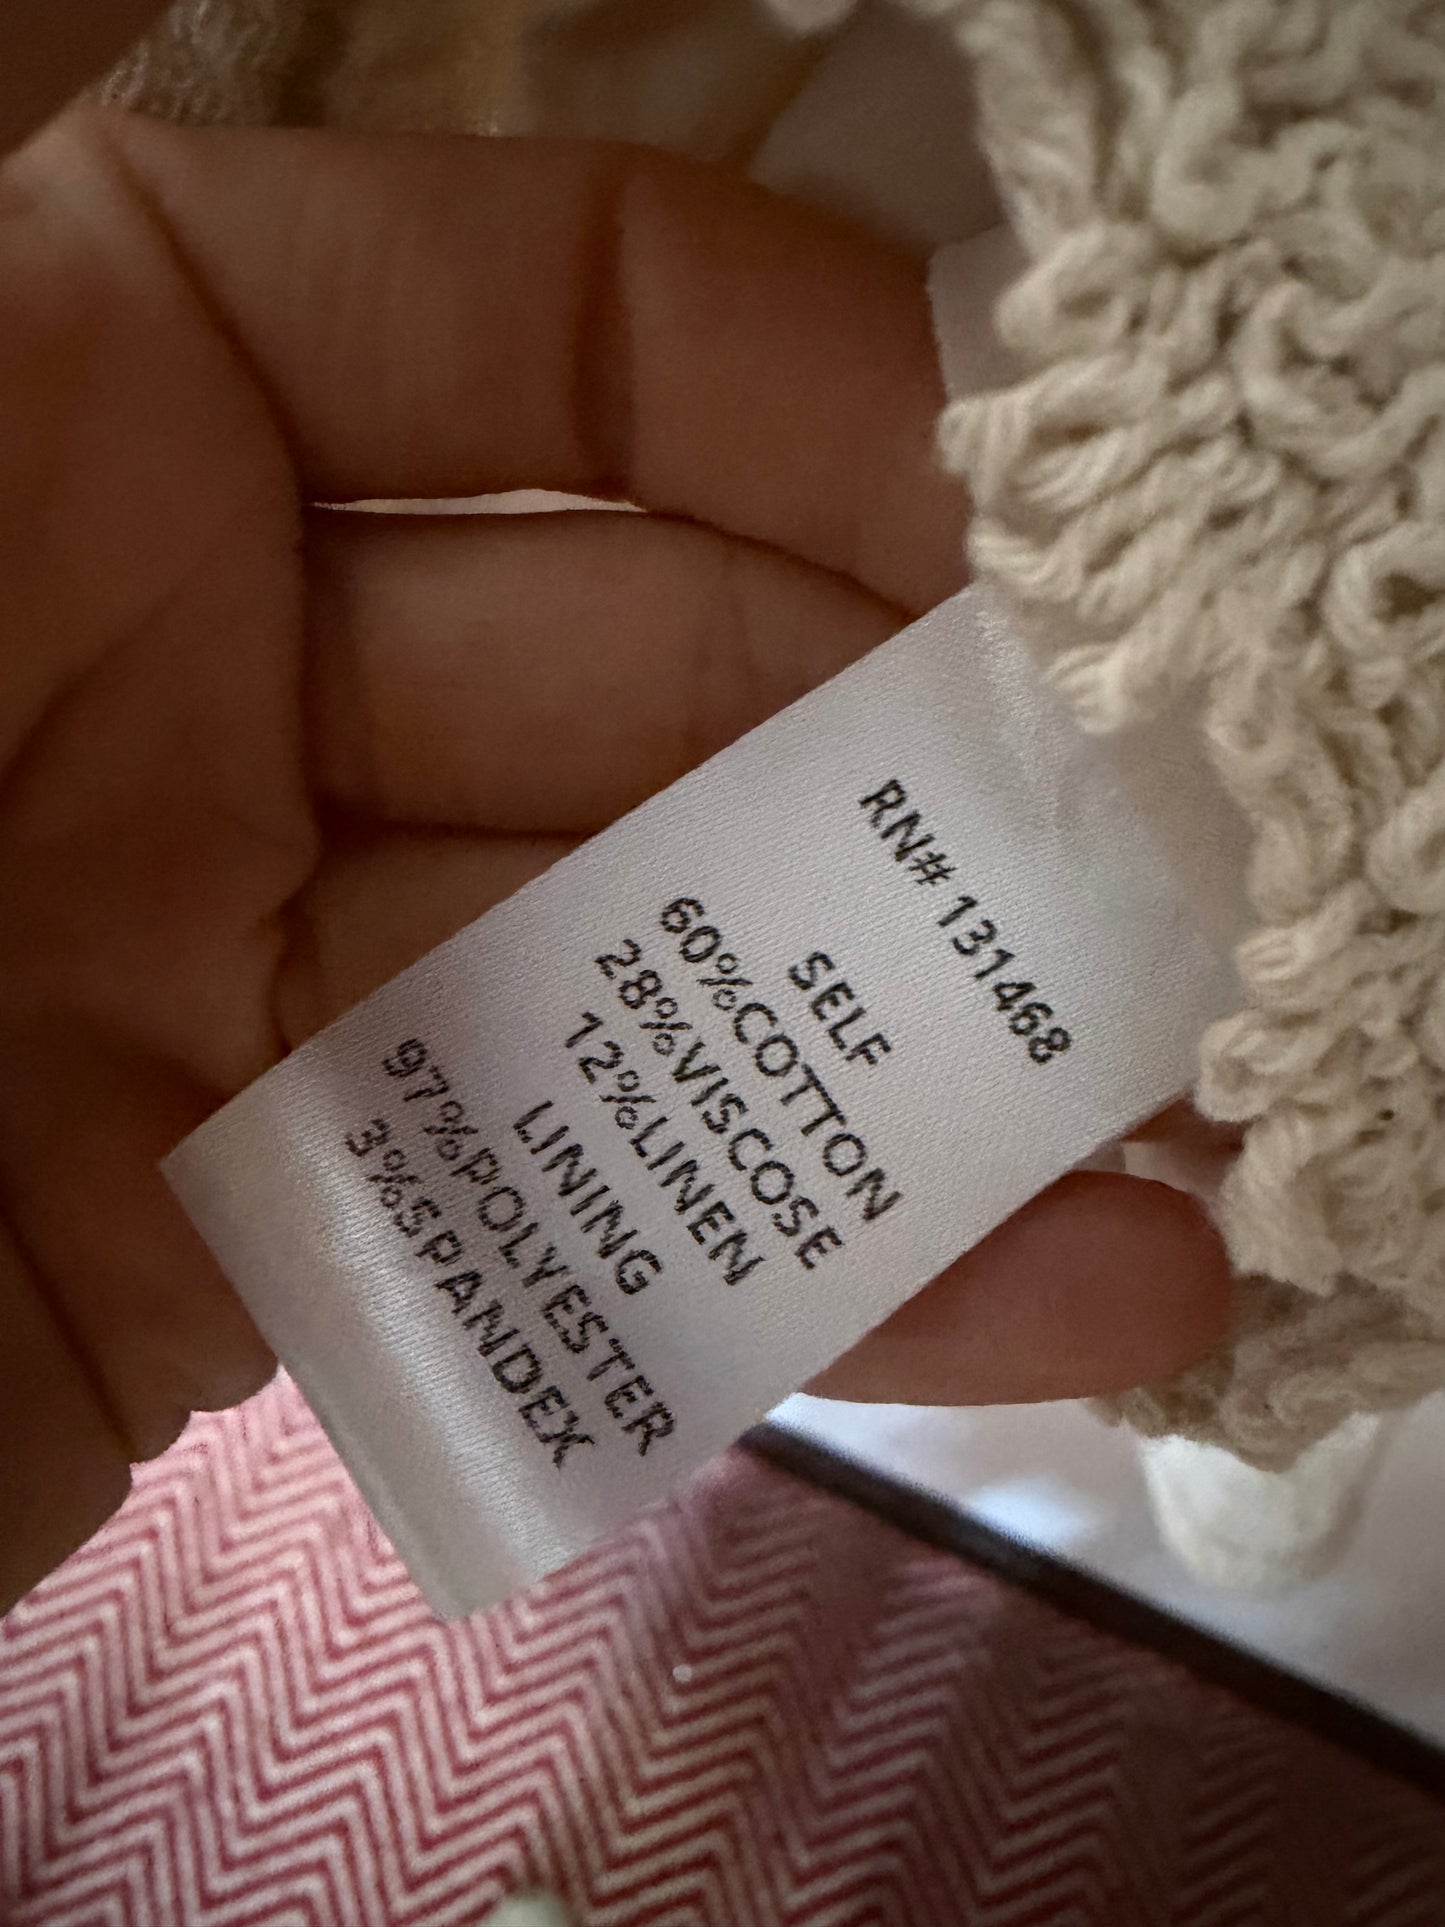 RN# 131468
SELF
60%COTTON
28%VISCOSE
12%LINEN
LINING
97%POLYESTER
3%SPANDEX